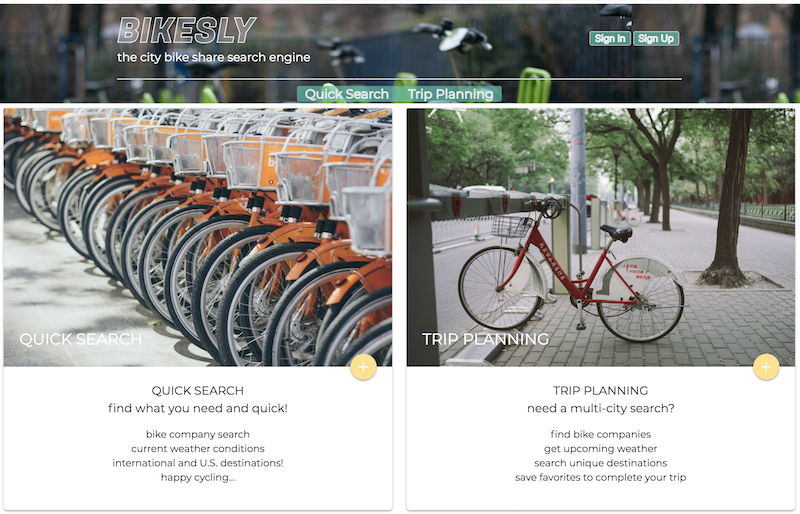 BIKESLY
the city bike share search engine
Sign In Sign Up
Quick Search Trip Planning
QUICK SEARCH
TRIP PLANNING
QUICK SEARCH
find what you need and quick!
bike company search
current weather conditions
international and U.S. destinations!
happy cycling...
TRIP PLANNING
need a multi-city search?
find bike companies
get upcoming weather
search unique destinations
save favorites to complete your trip